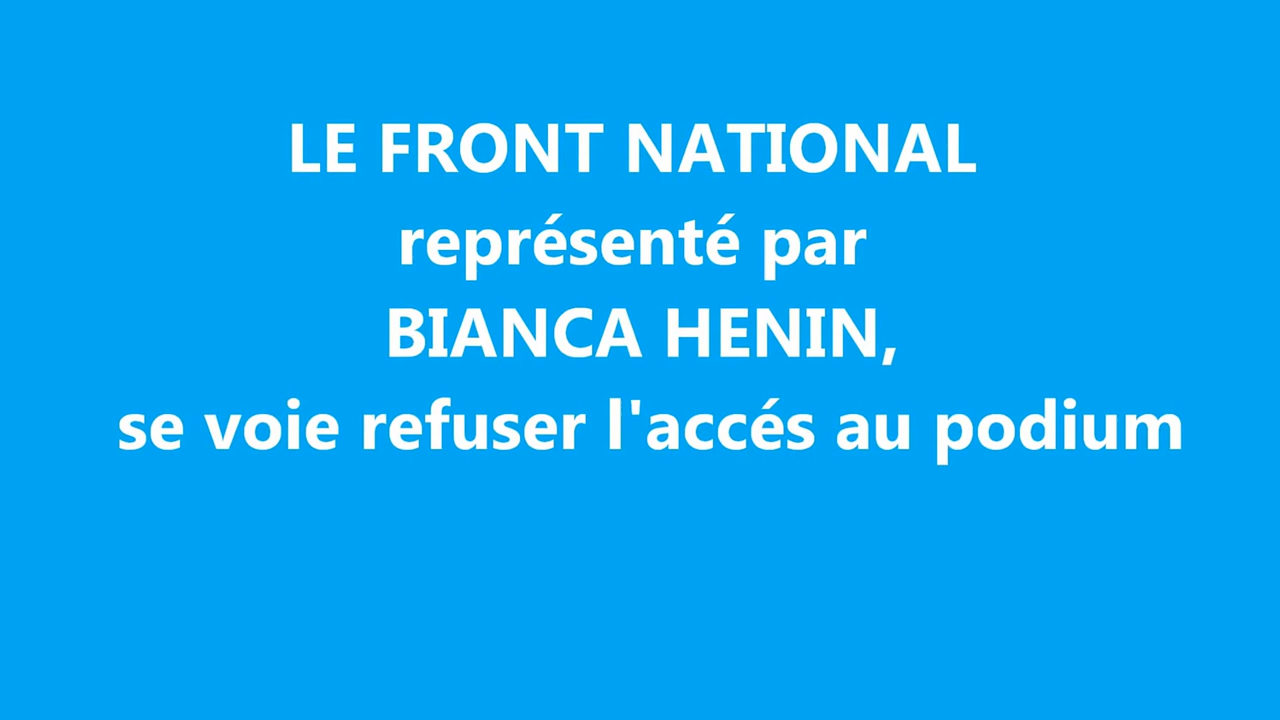 LE FRONT NATIONAL
représenté par
BIANCA HENIN,
se voie refuser l'accés au podium